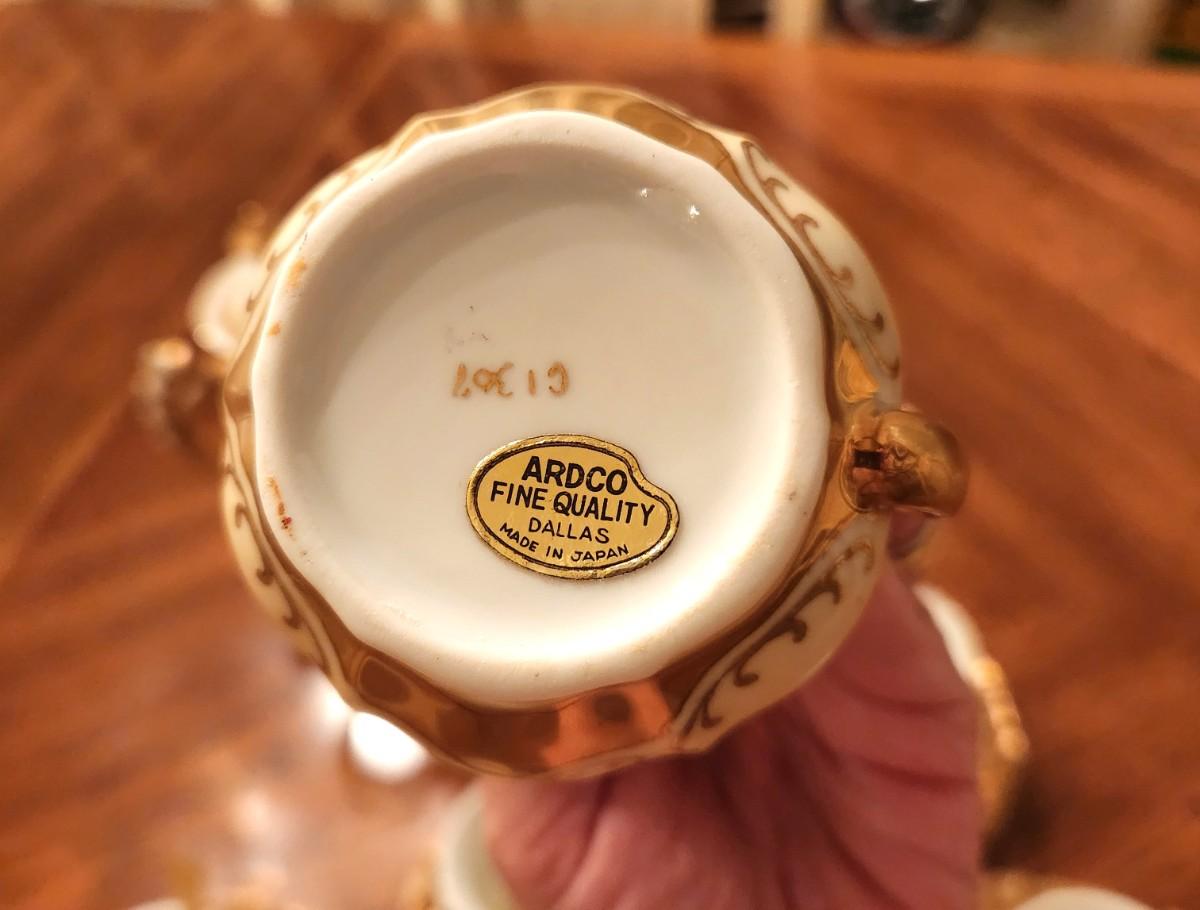 ARDCO
FINE QUALITY
DALLAS
MADE IN JAPAN